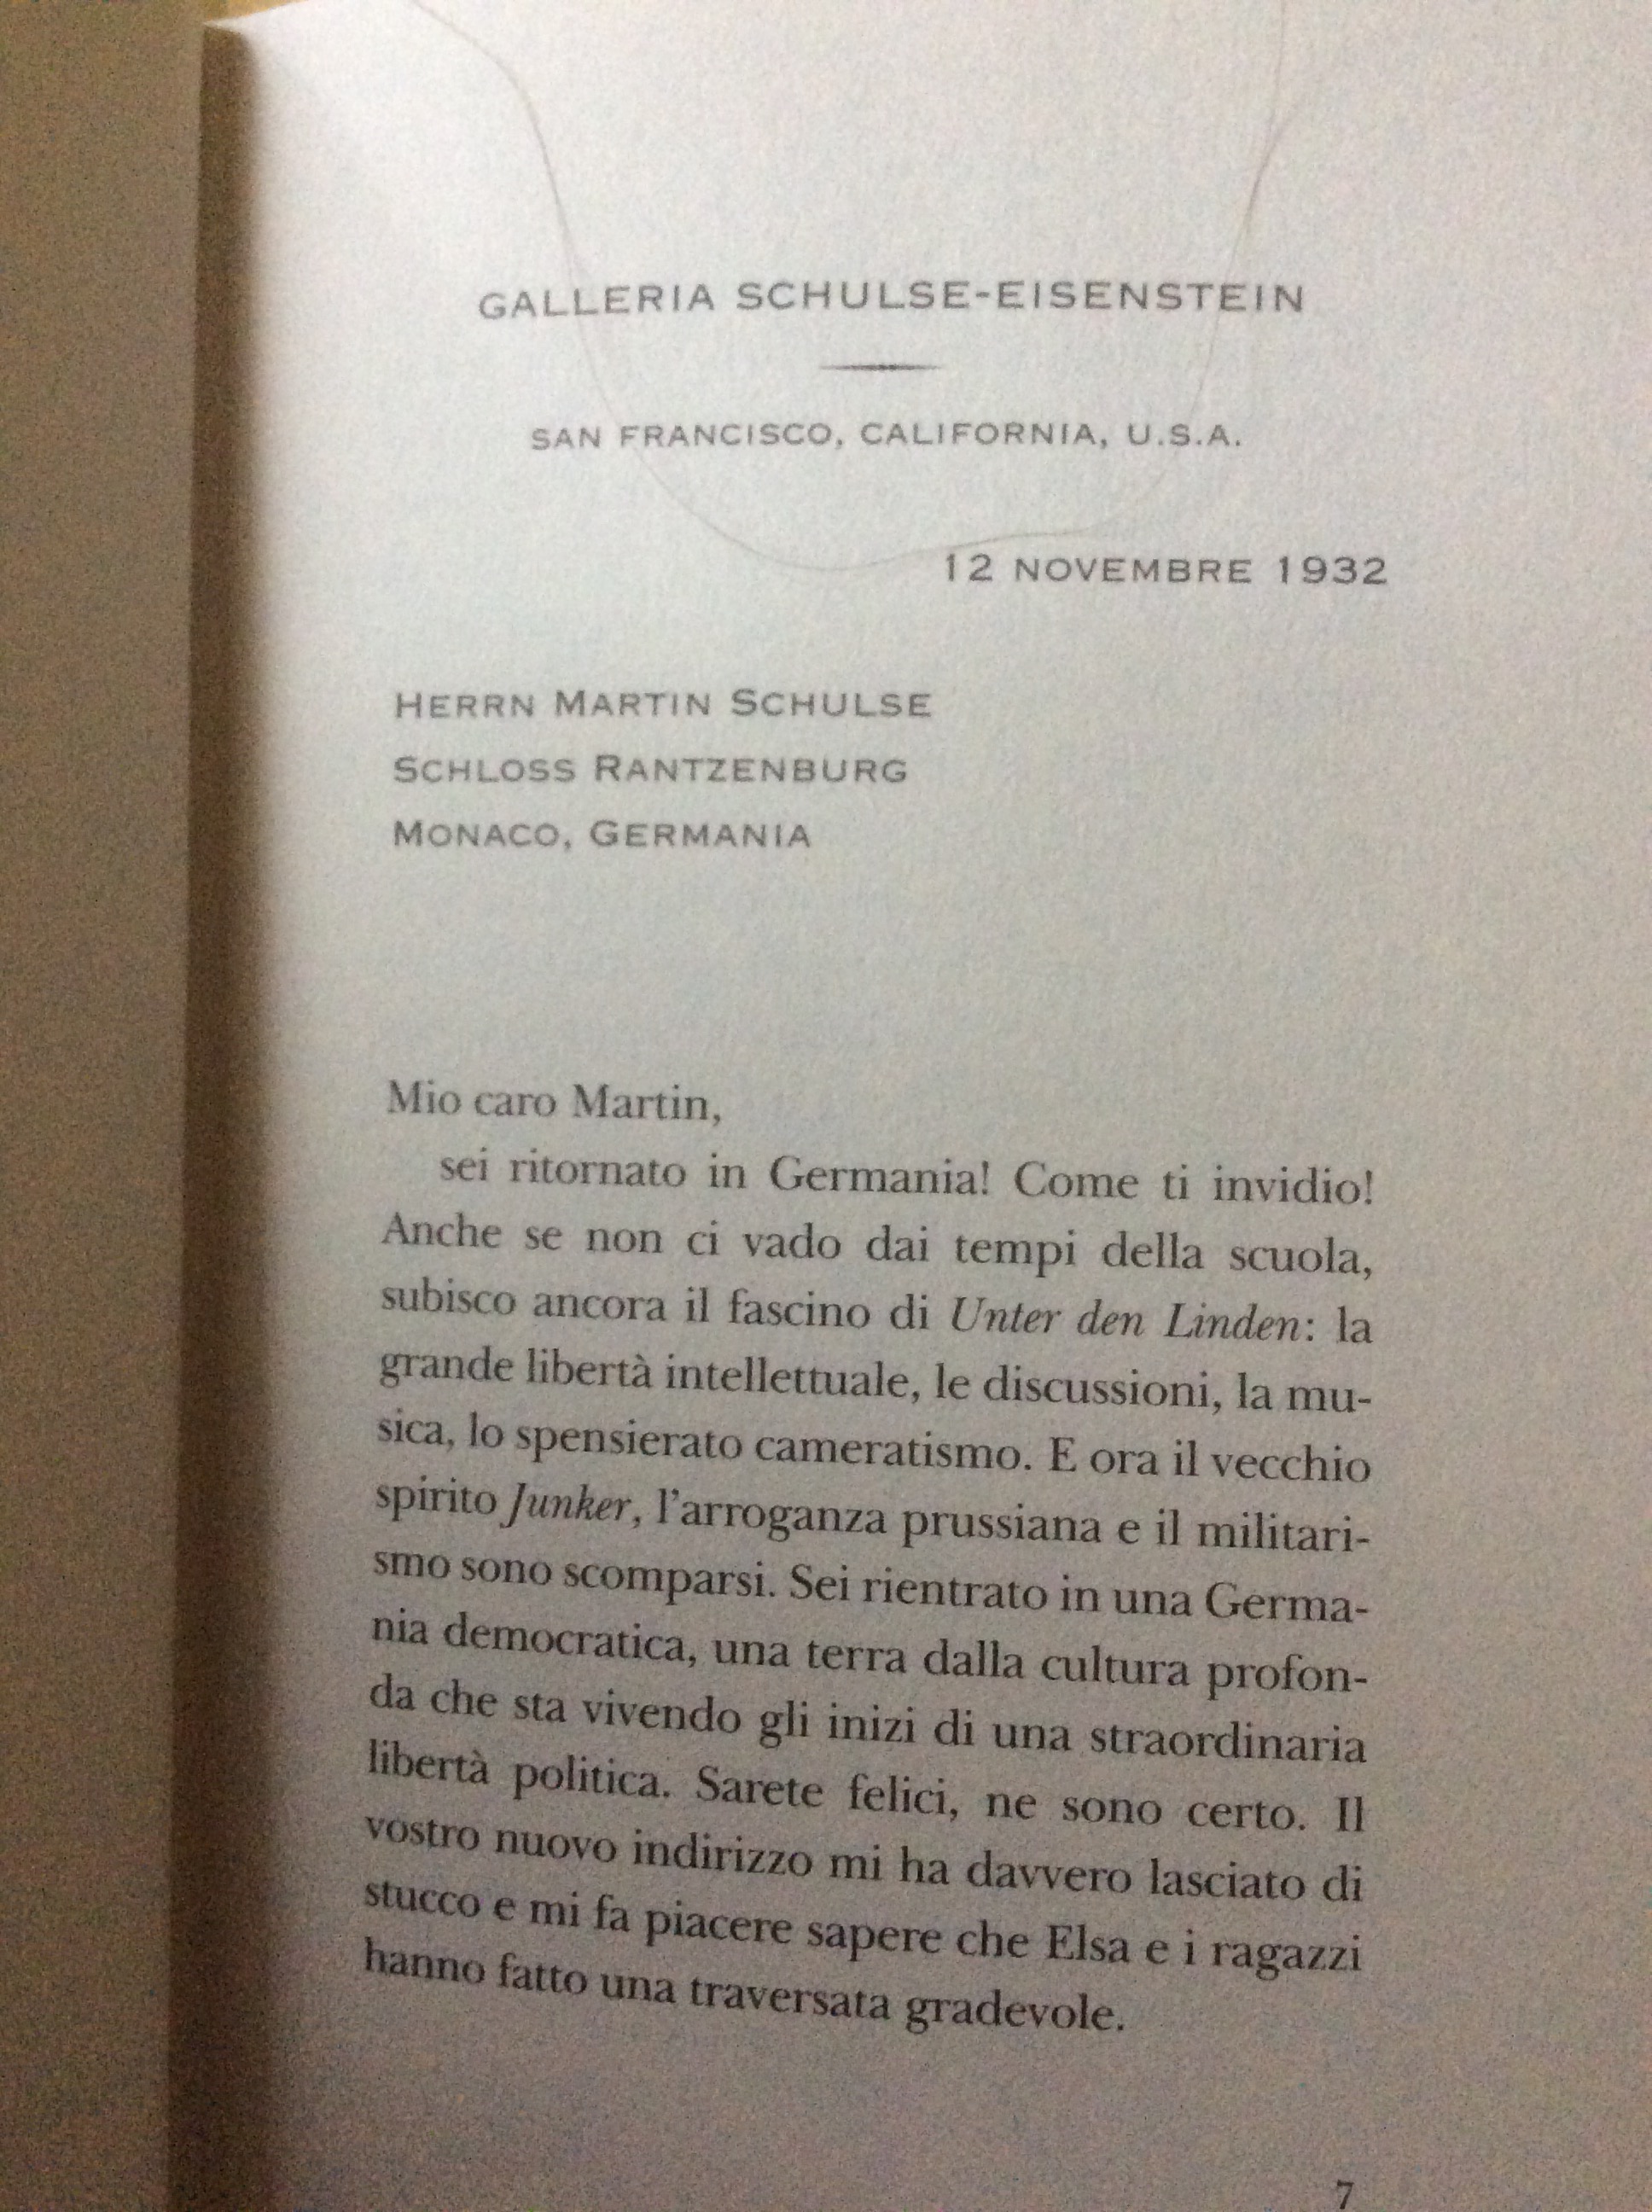 GALLERIA SCHULSE-EISENSTEIN
SAN FRANCISCO, CALIFORNIA, U.S.A.
12 NOVEMBRE 1932
HERRN MARTIN SCHULSE
SCHLOSS RANTZENBURG
MONACO, GERMANIA
Mio caro Martin,
sei ritornato in Germania! Come ti invidio!
Anche se non ci vado dai tempi della scuola,
subisco ancora il fascino di Unter den Linden: la
grande libertà intellettuale, le discussioni, la mu-
sica, lo spensierato cameratismo. E ora il vecchio
spirito Junker, l'arroganza prussiana e il militari-
smo sono scomparsi. Sei rientrato in una Germa-
nia democratica, una terra dalla cultura profon-
da che sta vivendo gli inizi di una straordinaria
libertà politica. Sarete felici, ne sono certo. Il
vostro nuovo indirizzo mi ha davvero lasciato di
stucco e mi fa piacere sapere che Elsa e i ragazzi
hanno fatto una traversata gradevole.
7